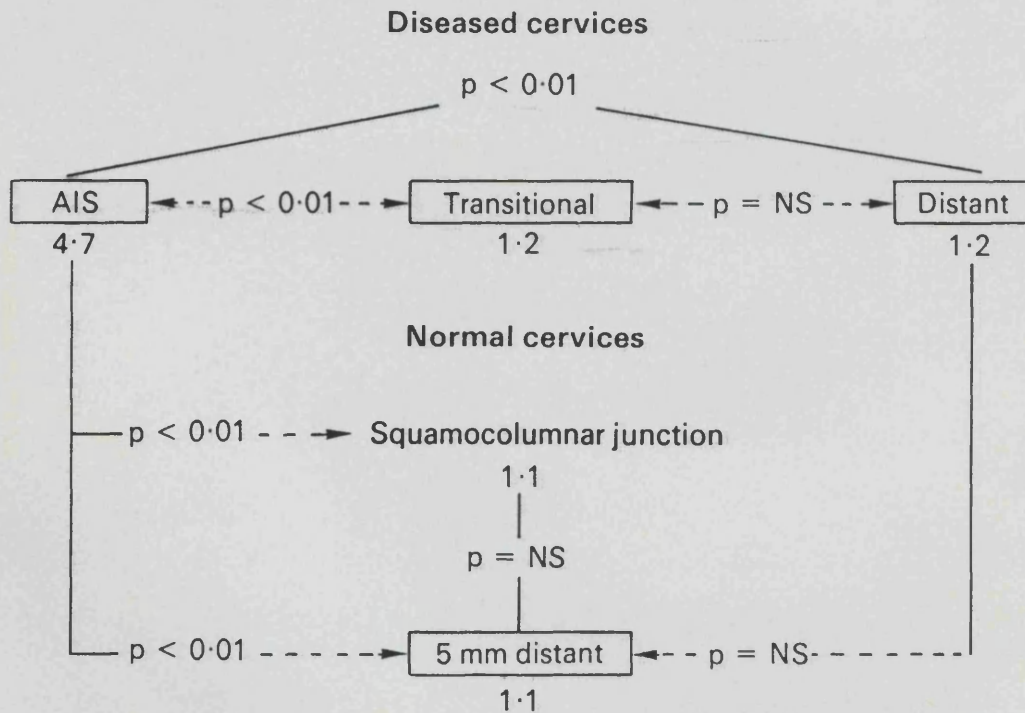 Diseased cervices
p < 0·01
AIS p < 0·01 Transitional p = NS Distant
4·7 1·2 1·2
Normal cervices
p < 0·01 Squamocolumnar junction
1·1
p = NS
p < 0·01 5 mm distant p = NS
1·1